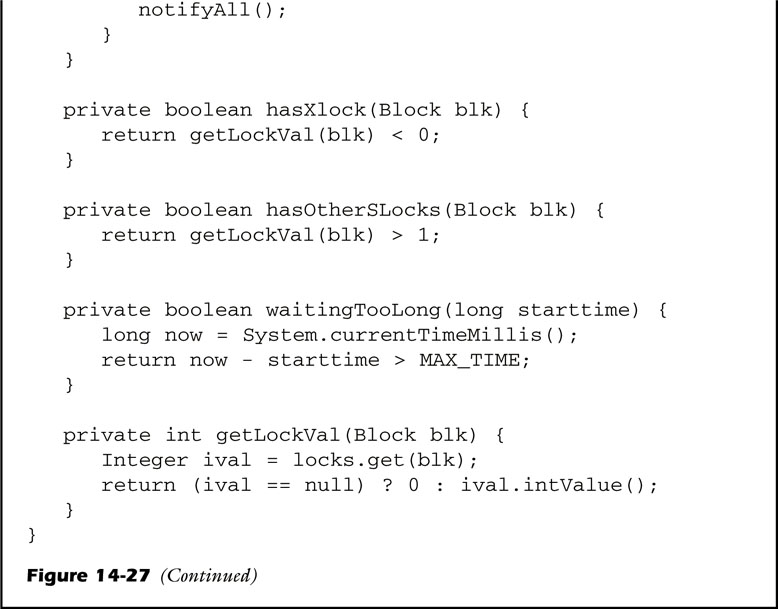 notifyAll();
      }
   }

   private boolean hasXlock(Block blk) {
      return getLockVal(blk) < 0;
   }

   private boolean hasOtherSLocks(Block blk) {
      return getLockVal(blk) > 1;
   }

   private boolean waitingTooLong(long starttime) {
      long now = System.currentTimeMillis();
      return now - starttime > MAX_TIME;
   }

   private int getLockVal(Block blk) {
      Integer ival = locks.get(blk);
      return (ival == null) ? 0 : ival.intValue();
   }
}
Figure 14-27 (Continued)